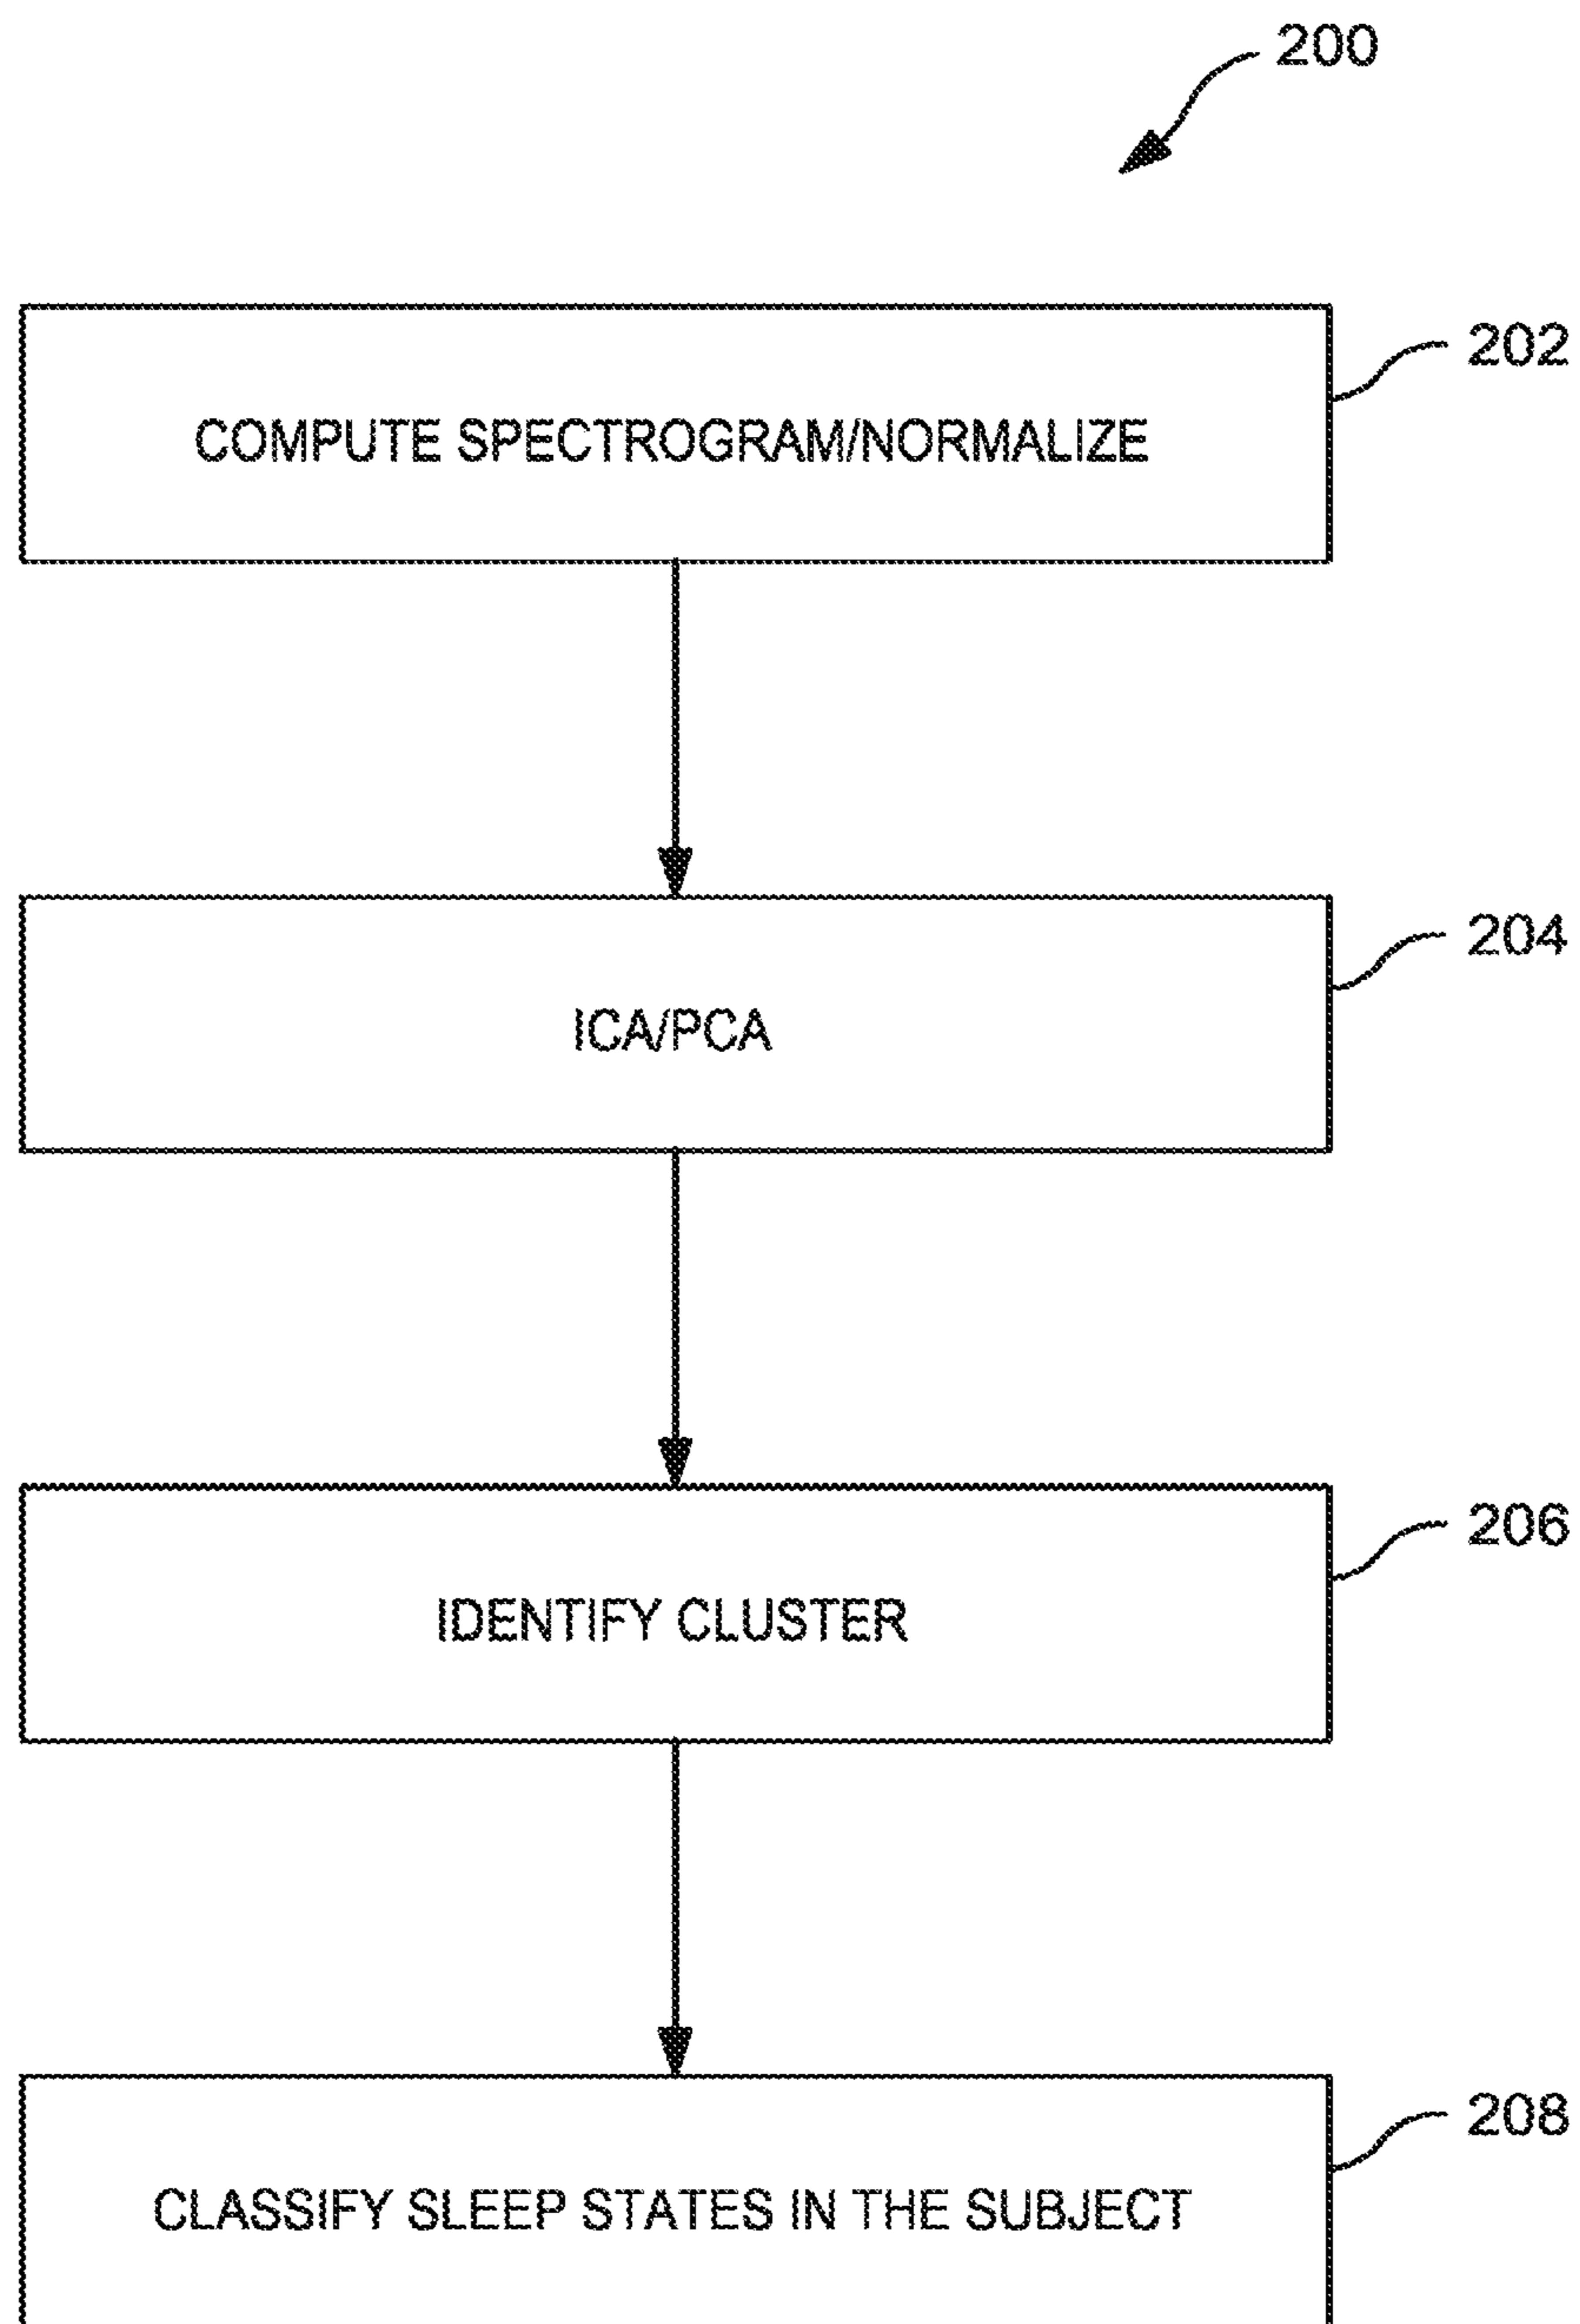 200
COMPUTE SPECTROGRAM/NORMALIZE
202
ICA/PCA
204
IDENTIFY CLUSTER
206
CLASSIFY SLEEP STATES IN THE SUBJECT
208